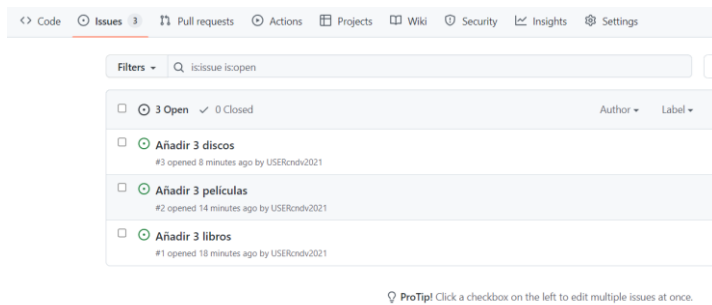 Code Issues 3 Pull requests Actions Projects Wiki Security Insights Settings
Filters is:issue is:open
3 Open 0 Closed Author Label
Añadir 3 discos
#3 opened 8 minutes ago by USERcndv2021
Añadir 3 películas
#2 opened 14 minutes ago by USERcndv2021
Añadir 3 libros
#1 opened 18 minutes ago by USERcndv2021
ProTip! Click a checkbox on the left to edit multiple issues at once.